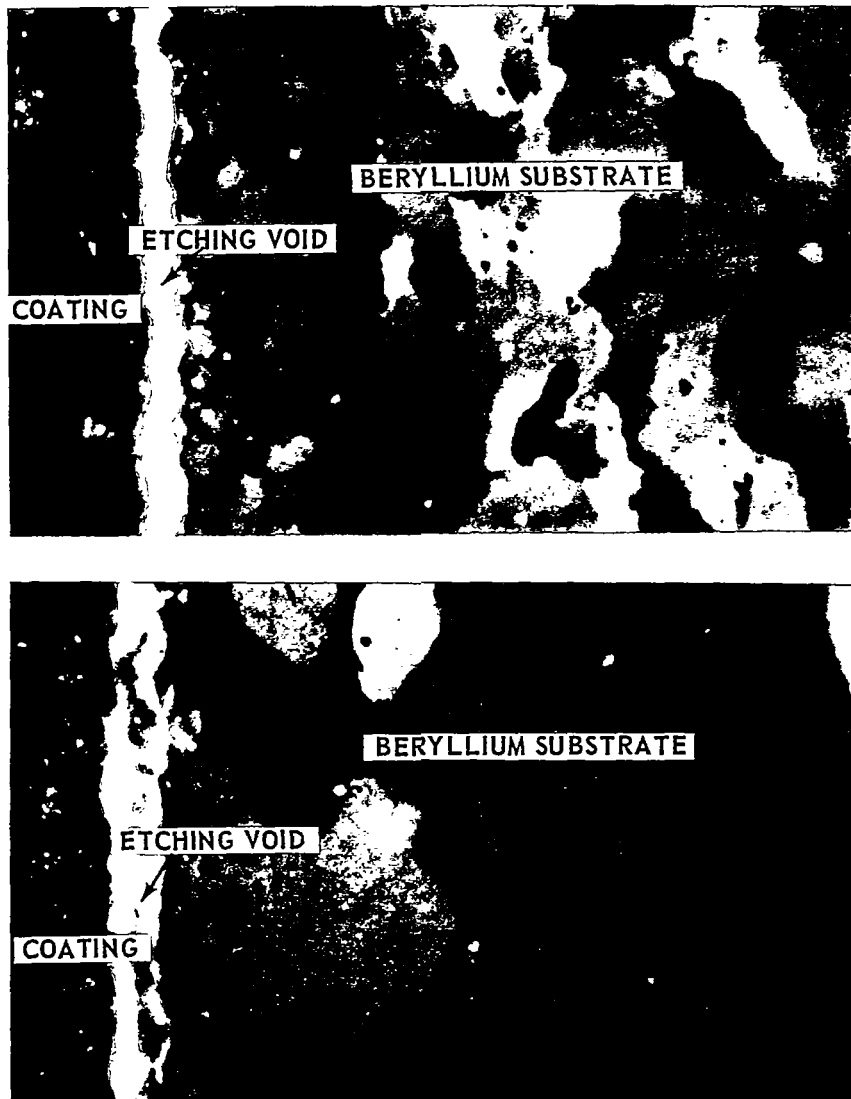 BERYLLIUM SUBSTRATE
ETCHING VOID
COATING
BERYLLIUM SUBSTRATE
ETCHING VOID
COATING